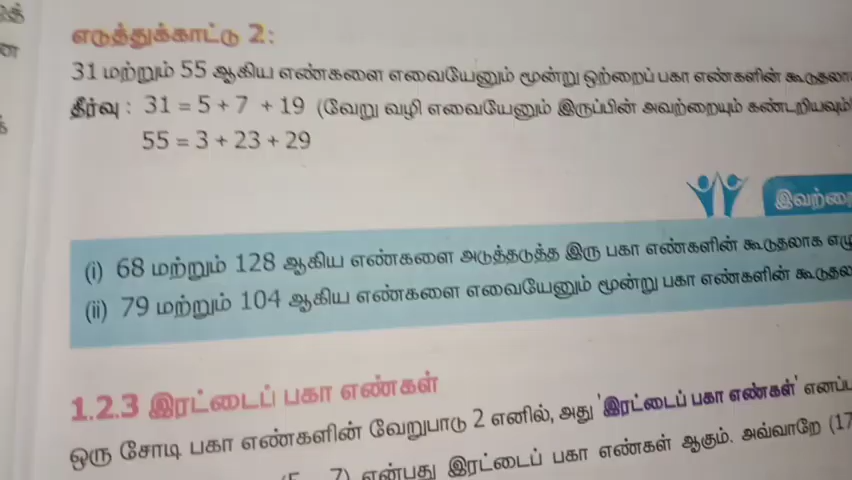 எடுத்துக்காட்டு 2:
31 மற்றும் 55 ஆகிய எண்களை எவையேனும் மூன்று ஒற்றைப் பகா எண்களின்
தீர்வு : 31 = 5 + 7 + 19 (வேறு வழி எவையேனும் இருப்பின் அவற்றையும் கண்டறியவும்)
55 = 3 + 23 + 29
(i) 68 மற்றும் 128 ஆகிய எண்களை அடுத்தடுத்த இரு பகா எண்களின் கூடுதலாக
(ii) 79 மற்றும் 104 ஆகிய எண்களை எவையேனும் மூன்று பகா எண்களின்
1.2.3 இரட்டைப் பகா எண்கள்
ஒரு சோடி பகா எண்களின் வேறுபாடு 2 எனில், அது 'இரட்டைப் பகா எண்கள்'
7) என்பது இரட்டைப் பகா எண்கள் ஆகும். அவ்வாறே (17